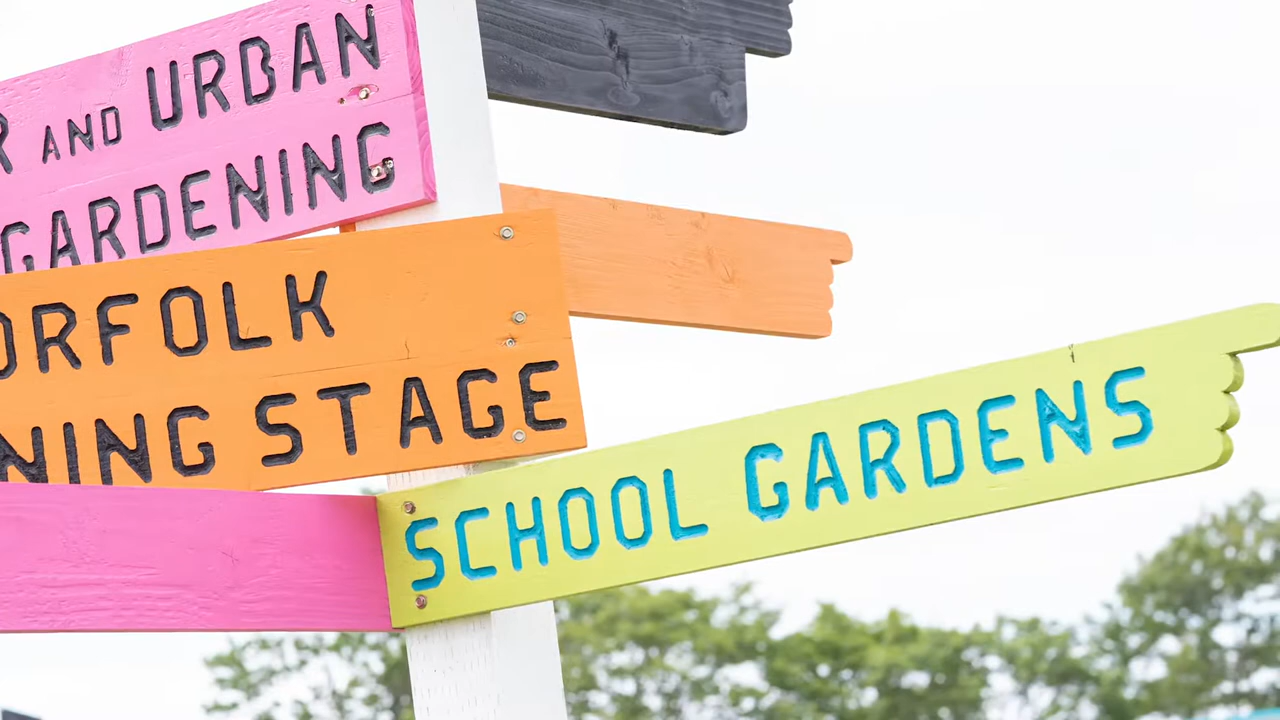 AND URBAN
GARDENING
ORFOLK
NING STAGE
SCHOOL GARDENS